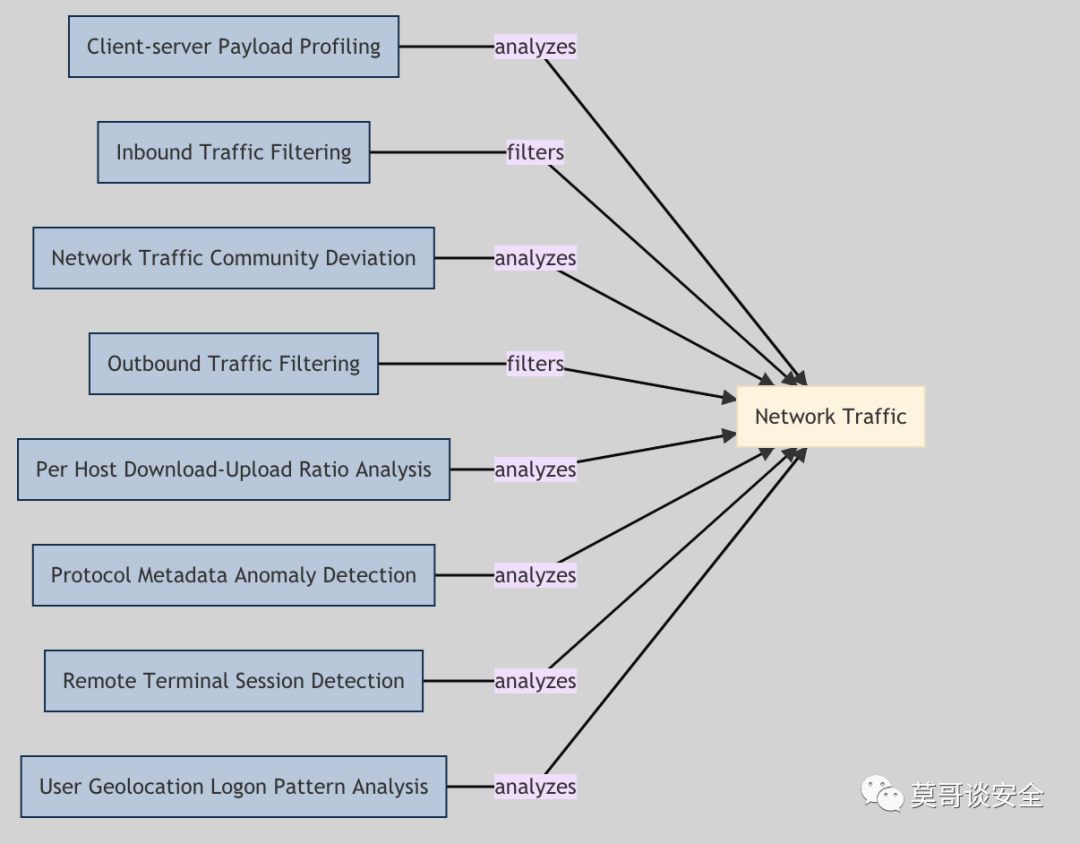 Client-server Payload Profiling analyzes
Inbound Traffic Filtering filters
Network Traffic Community Deviation analyzes
Outbound Traffic Filtering filters
Network Traffic
Per Host Download-Upload Ratio Analysis analyzes
Protocol Metadata Anomaly Detection analyzes
Remote Terminal Session Detection analyzes
User Geolocation Logon Pattern Analysis analyzes
莫哥谈安全